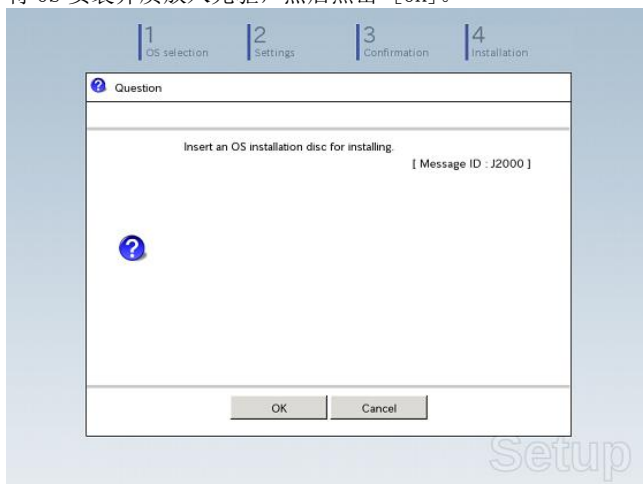 将 OS 安装介质放入光驱，然后点击 [OK]。
1 2 3 4
OS selection Settings Confirmation Installation
Question
Insert an OS installation disc for installing.
[ Message ID : J2000 ]
OK Cancel
Setup